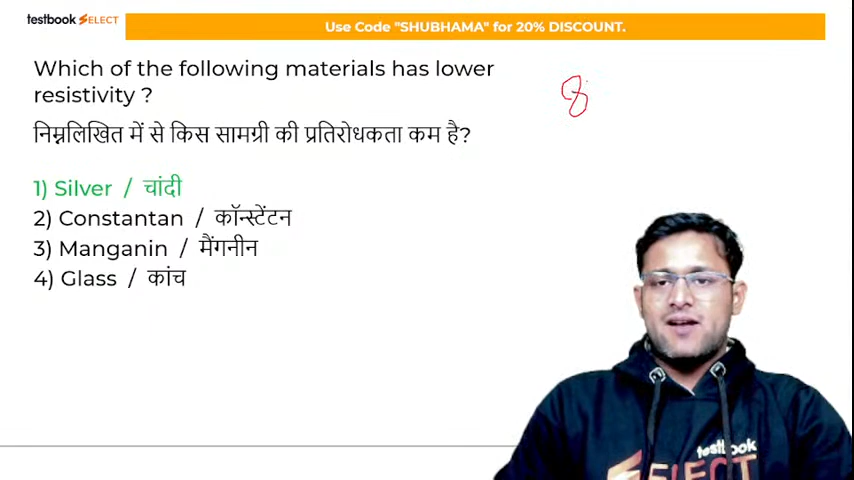 testbook SELECT
Use Code "SHUBHAMA" for 20% DISCOUNT.
Which of the following materials has lower
resistivity ?
8
निम्नलिखित में से किस सामग्री की प्रतिरोधकता कम है?
1) Silver / चांदी
2) Constantan / कॉन्स्टेंटन
3) Manganin / मैंगनीन
4) Glass / कांच
testbook
SELECT